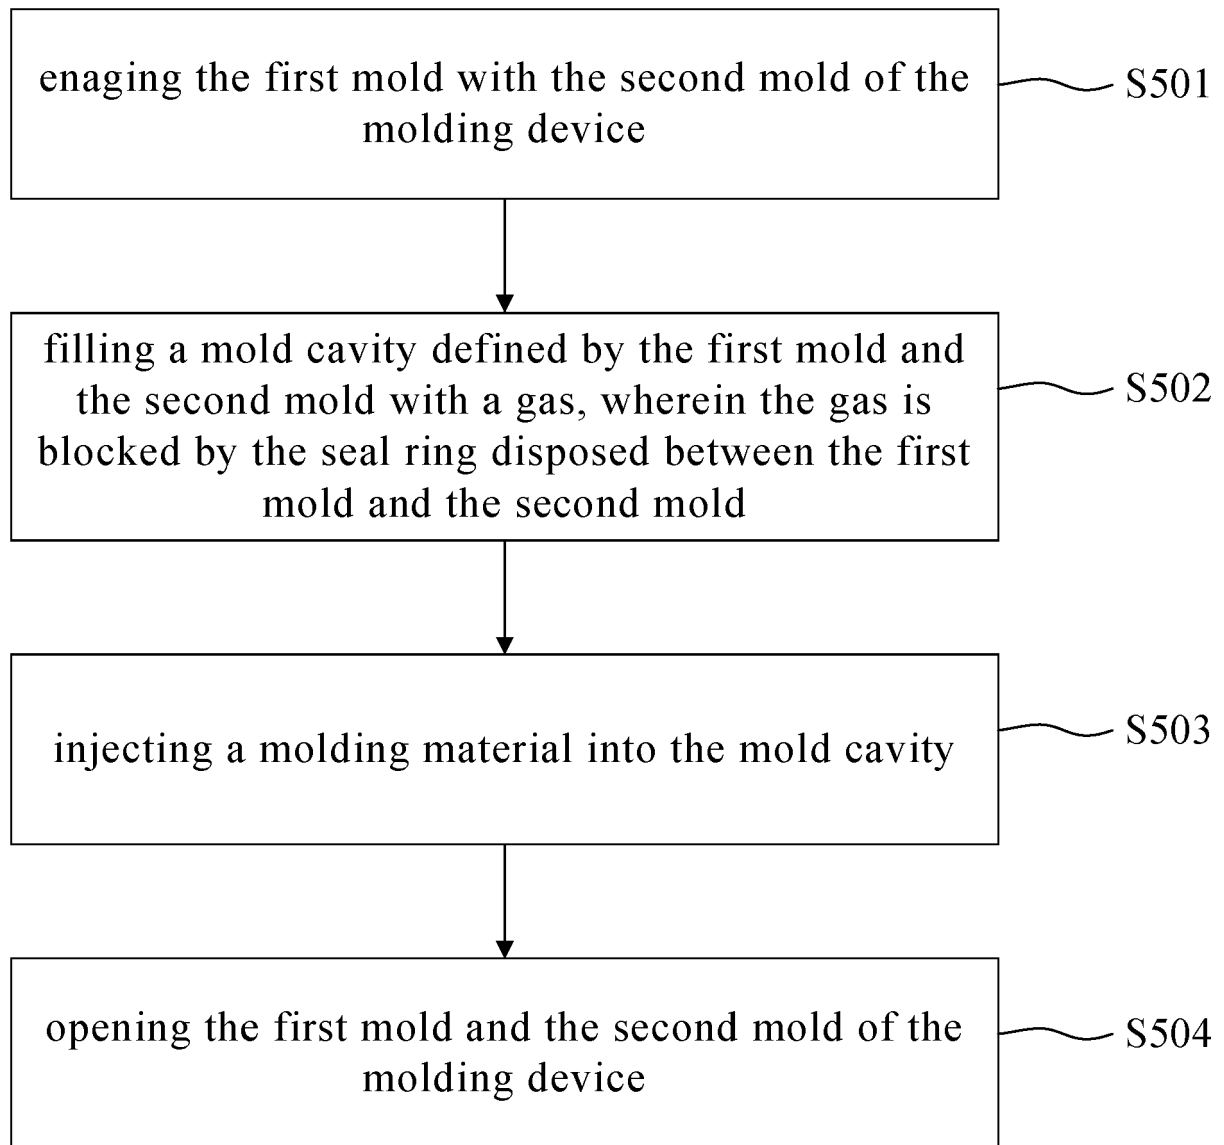 enaging the first mold with the second mold of the
molding device
S501
filling a mold cavity defined by the first mold and
the second mold with a gas, wherein the gas is
blocked by the seal ring disposed between the first
mold and the second mold
S502
injecting a molding material into the mold cavity
S503
opening the first mold and the second mold of the
molding device
S504